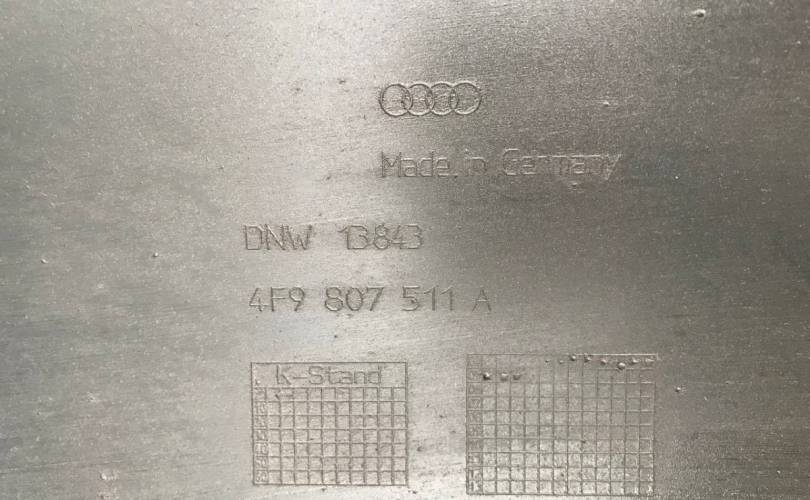 Made in Germany
DNW 13843
4F9 807 511 A
K-Stand